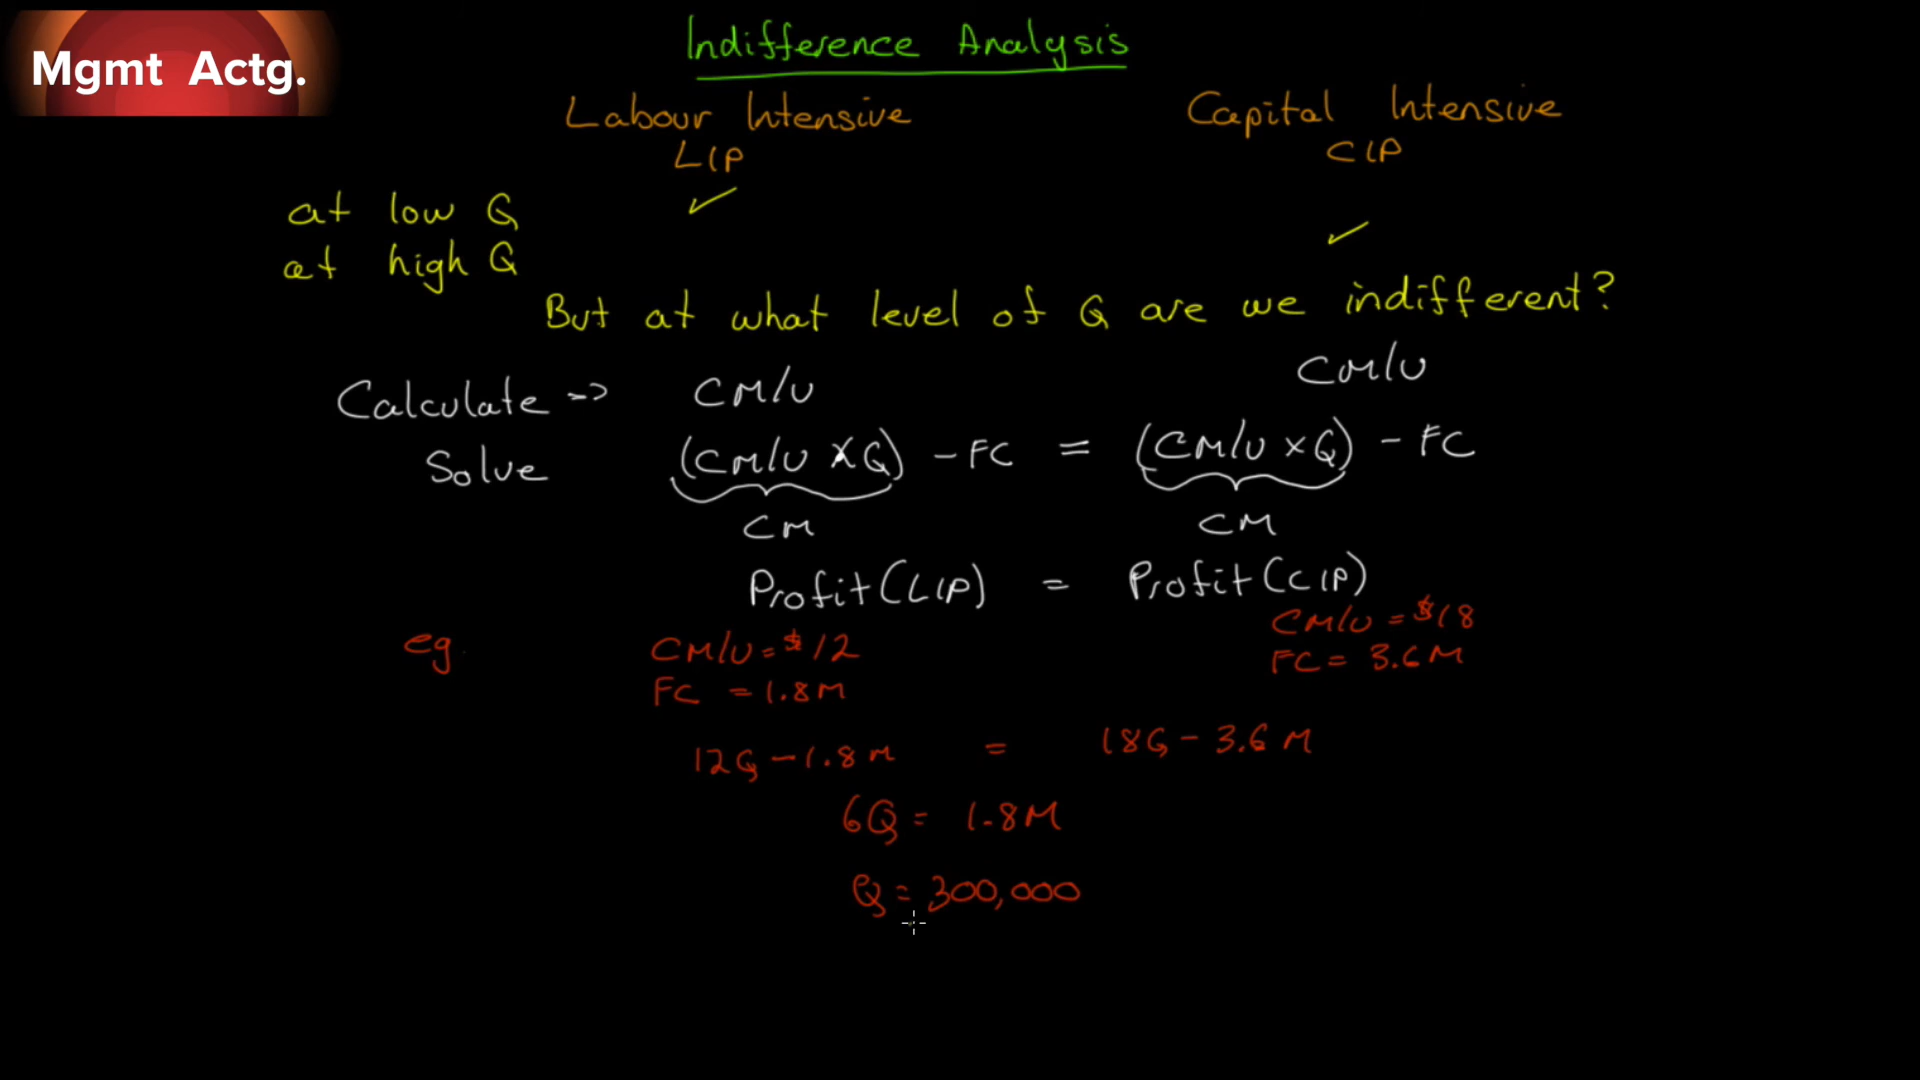 Mgmt Actg.
Indifference Analysis
Labour Intensive Capital Intensive
LIP CIP
at low Q ✓
at high Q ✓
But at what level of Q are we indifferent?
Calculate => CM/U CM/U
Solve (CM/U X Q) - FC = (CM/U X Q) - FC
CM CM
Profit(LIP) = Profit(CIP)
eg. CM/U = $12 CM/U = $18
FC = 1.8M FC = 3.6M
12Q - 1.8M = 18Q - 3.6M
6Q = 1.8M
Q = 300,000